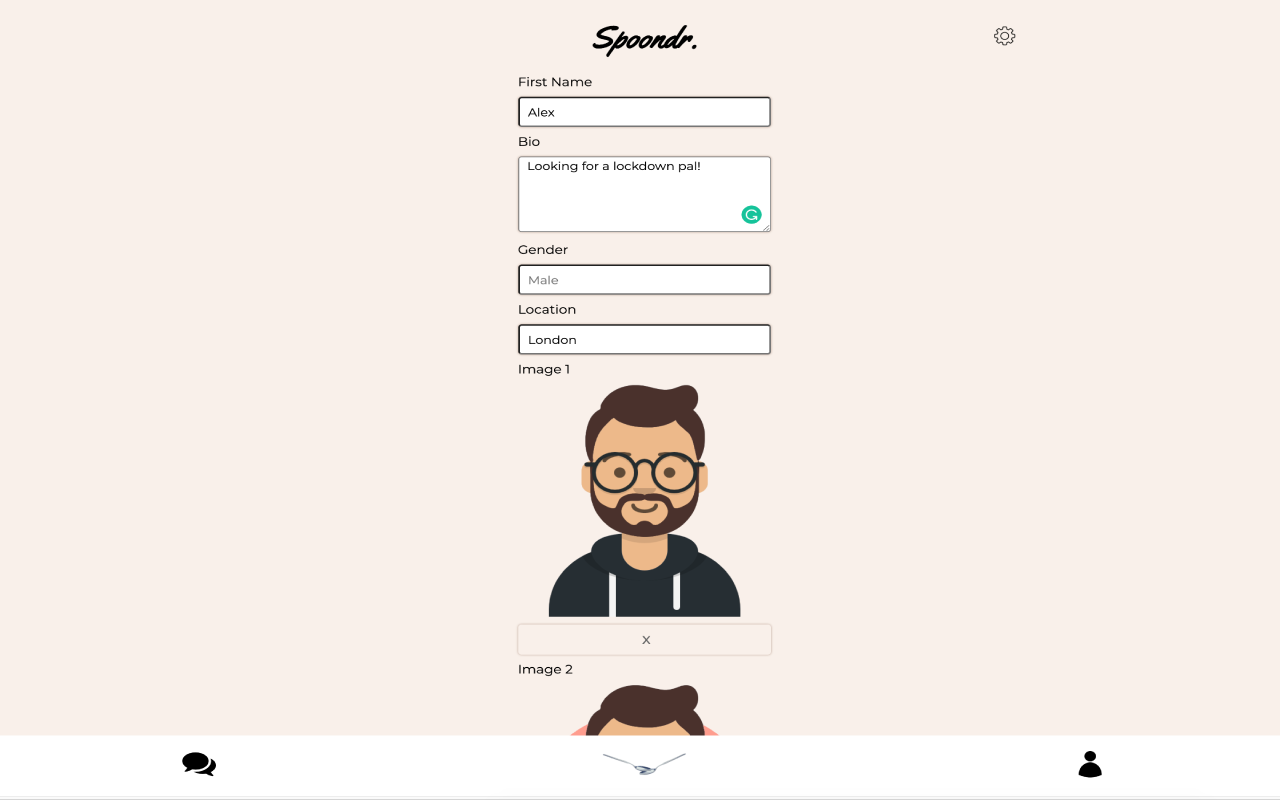 Spoondr.
First Name
Alex
Bio
Looking for a lockdown pal!
Gender
Male
Location
London
Image 1
X
Image 2